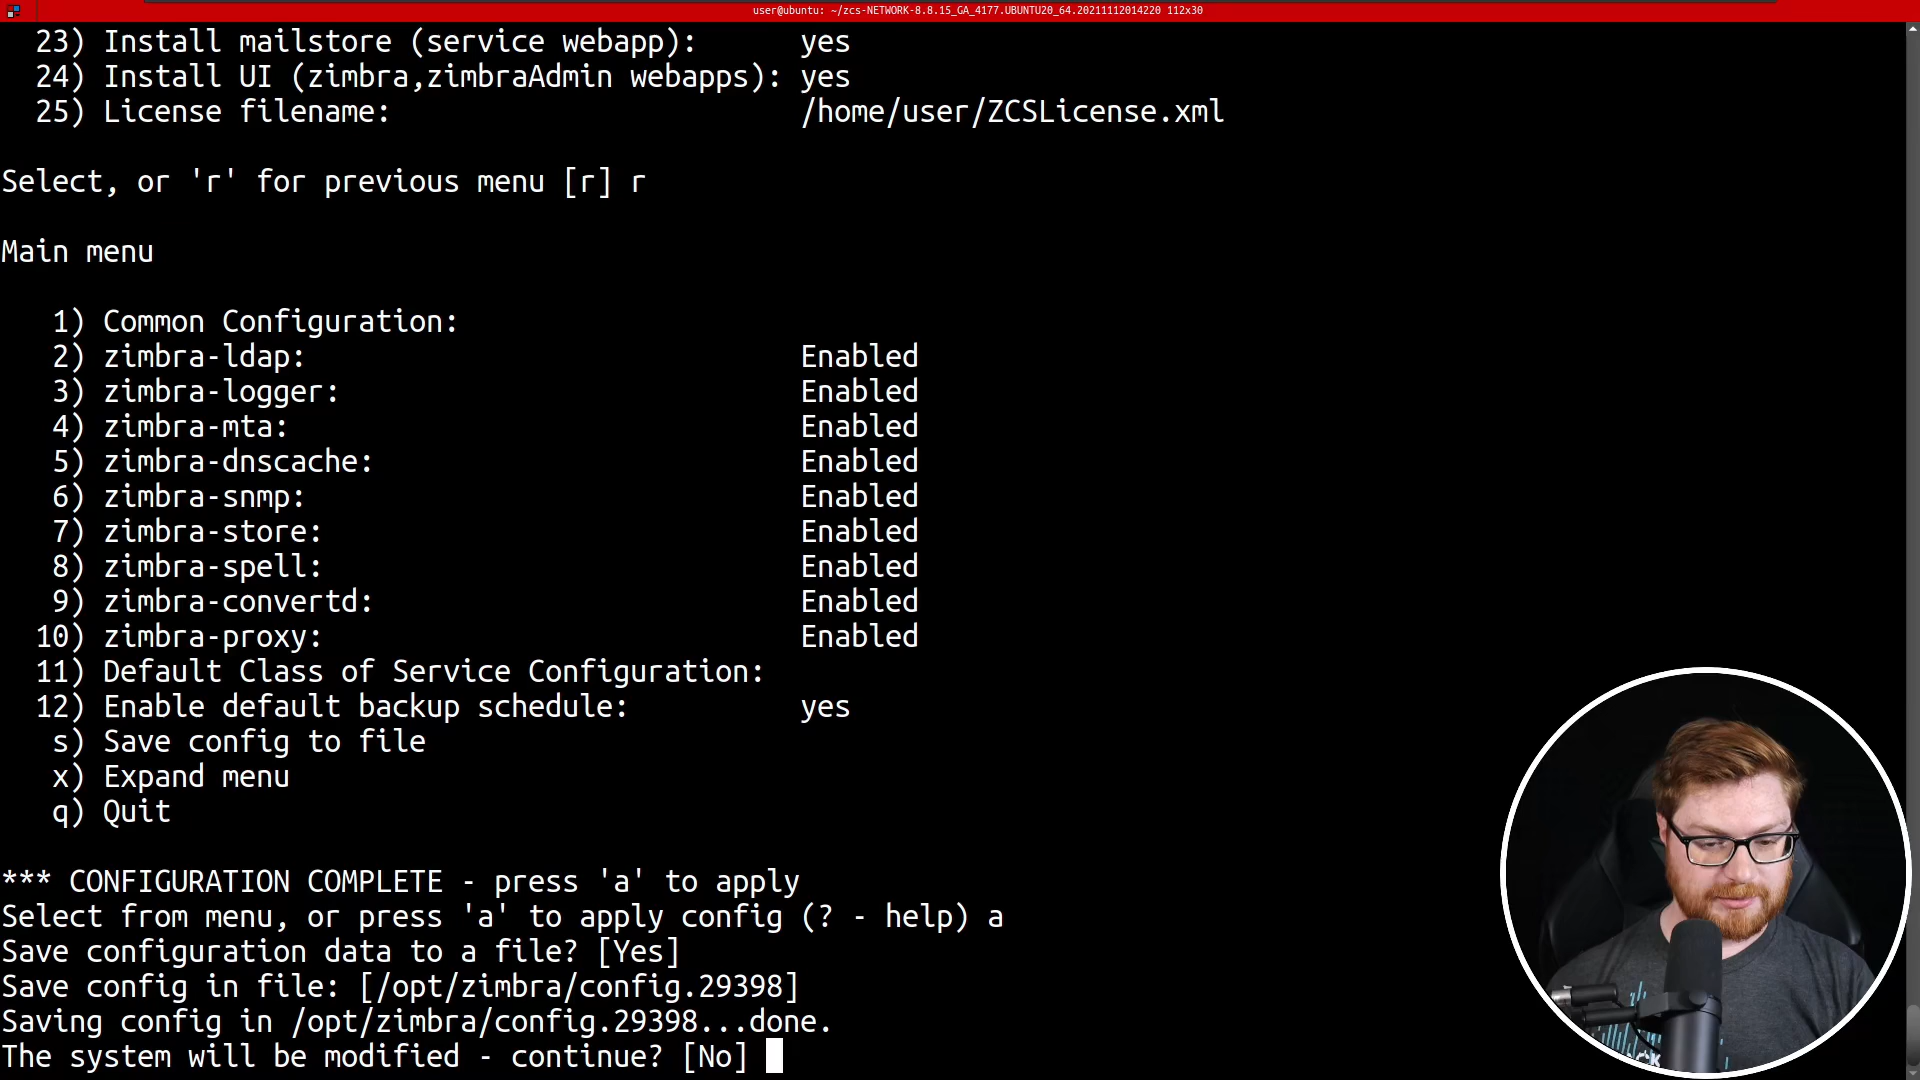 user@ubuntu: ~/zcs-NETWORK-8.8.15_GA_4177.UBUNTU20_64.20211112014220 112x30
23) Install mailstore (service webapp): yes
24) Install UI (zimbra,zimbraAdmin webapps): yes
25) License filename: /home/user/ZCSLicense.xml
Select, or 'r' for previous menu [r] r
Main menu
1) Common Configuration:
2) zimbra-ldap: Enabled
3) zimbra-logger: Enabled
4) zimbra-mta: Enabled
5) zimbra-dnscache: Enabled
6) zimbra-snmp: Enabled
7) zimbra-store: Enabled
8) zimbra-spell: Enabled
9) zimbra-convertd: Enabled
10) zimbra-proxy: Enabled
11) Default Class of Service Configuration:
12) Enable default backup schedule: yes
s) Save config to file
x) Expand menu
q) Quit
*** CONFIGURATION COMPLETE - press 'a' to apply
Select from menu, or press 'a' to apply config (? - help) a
Save configuration data to a file? [Yes]
Save config in file: [/opt/zimbra/config.29398]
Saving config in /opt/zimbra/config.29398...done.
The system will be modified - continue? [No]